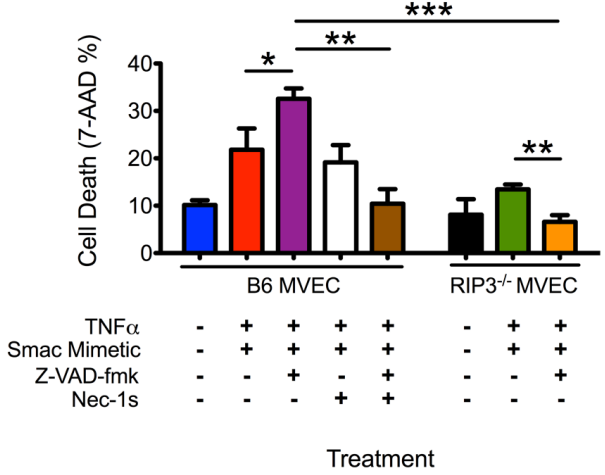 ***
**
*
**
Cell Death (7-AAD %)
40
30
20
10
0
B6 MVEC
RIP3-/- MVEC
TNFα - + + + + - + +
Smac Mimetic - + + + + - + +
Z-VAD-fmk - - + - + - - +
Nec-1s - - - + + - - -
Treatment